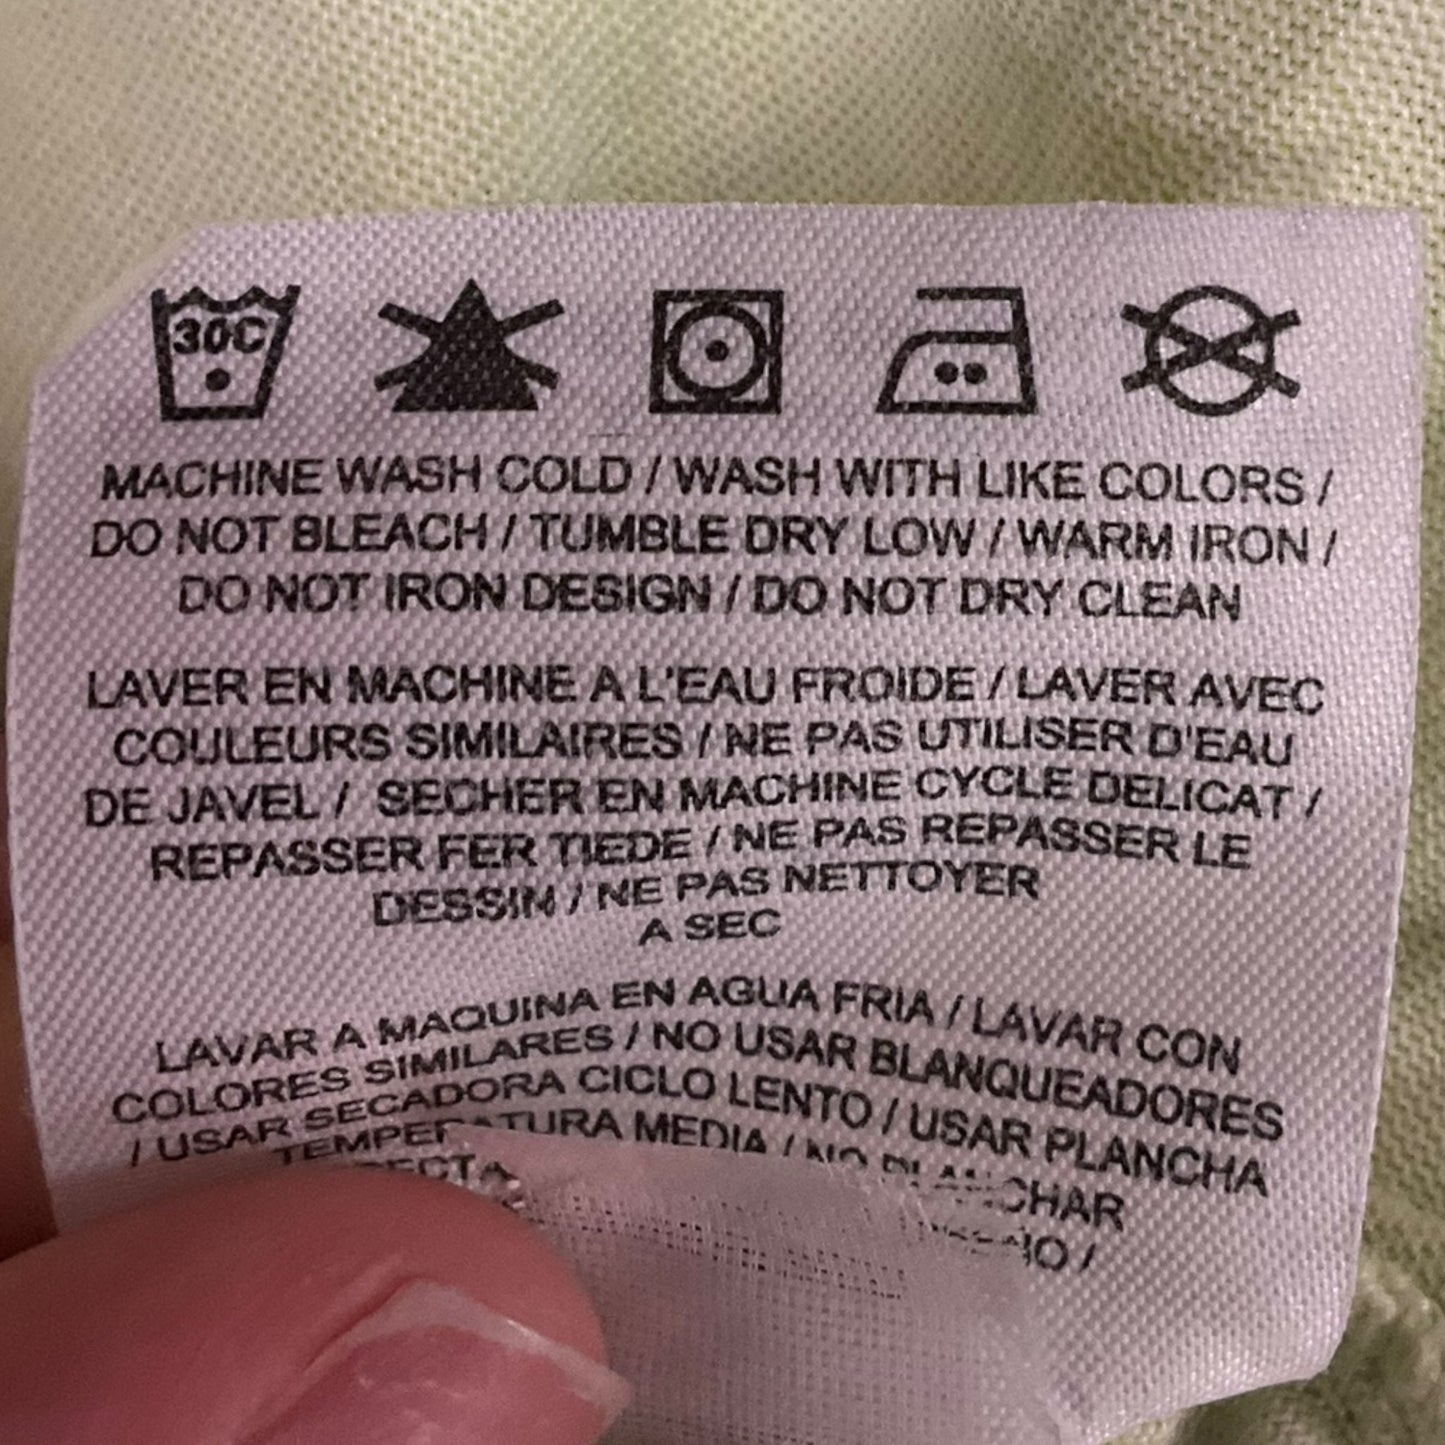 30C
MACHINE WASH COLD / WASH WITH LIKE COLORS /
DO NOT BLEACH / TUMBLE DRY LOW / WARM IRON /
DO NOT IRON DESIGN / DO NOT DRY CLEAN
LAVER EN MACHINE A L'EAU FROIDE / LAVER AVEC
COULEURS SIMILAIRES / NE PAS UTILISER D'EAU
DE JAVEL / SECHER EN MACHINE CYCLE DELICAT /
REPASSER FER TIEDE / NE PAS REPASSER LE
DESSIN / NE PAS NETTOYER
A SEC
LAVAR A MAQUINA EN AGUA FRIA / LAVAR CON
COLORES SIMILARES / NO USAR BLANQUEADORES
/ USAR SECADORA CICLO LENTO / USAR PLANCHA
TEMPERATURA MEDIA / NO PLANCHAR
/